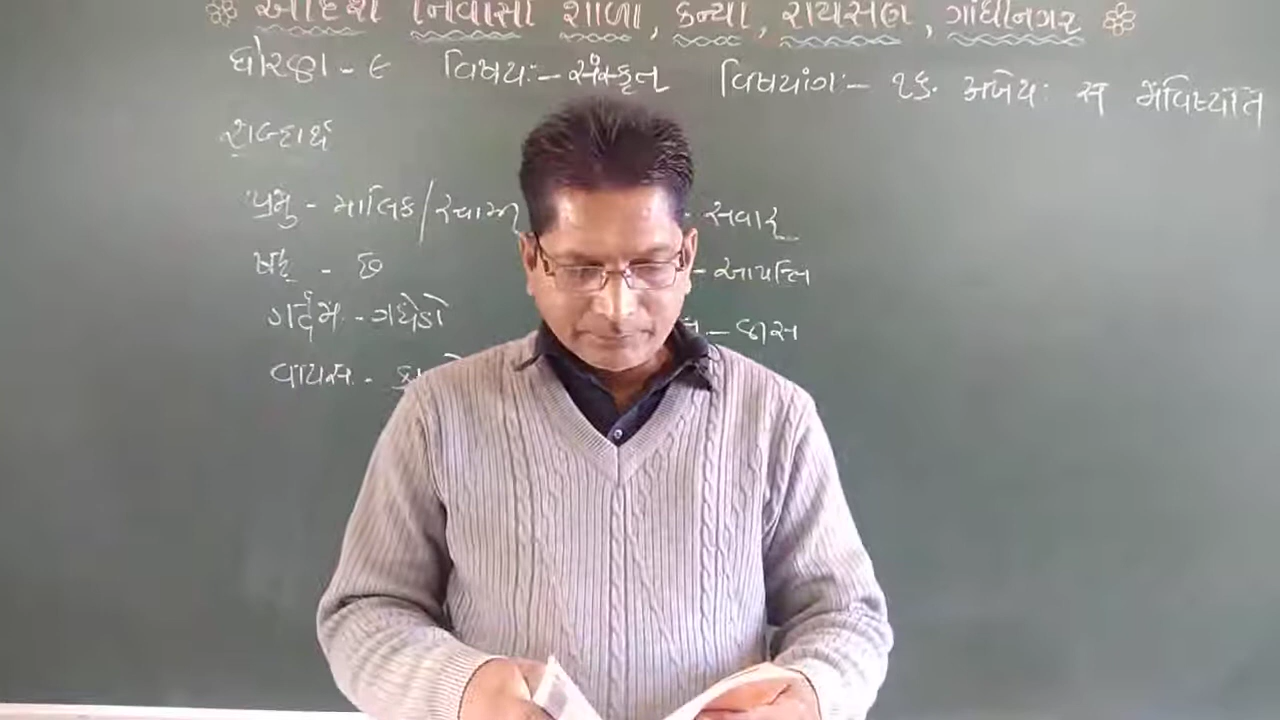 આદર્શ નિવાસી શાળા, કન્યા, રાયસણ, ગાંધીનગર
ધોરણ - ૯ વિષય:- સંસ્કૃત વિષયાંગ:- ૧૬. અજેય: સ ભવિષ્યતિ
શબ્દાર્થ
પ્રભુ - માલિક/સ્વામી - સવાર
ષટ્ - છ - આપત્તિ
ગર્દભ: - ગધેડો - જાસ
વાયસ: -